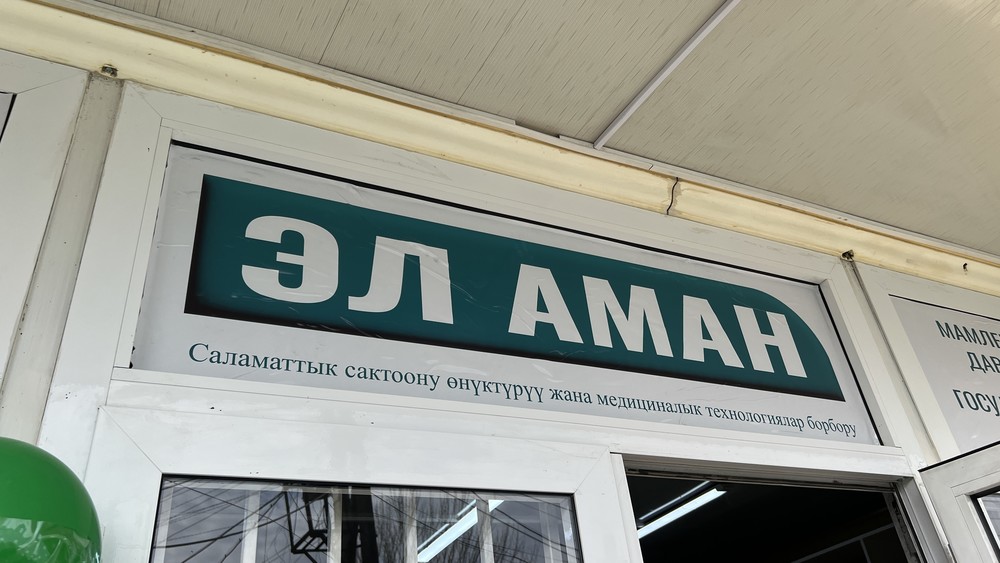 ЭЛ АМАН
Саламаттык сактоону өнүктүрүү жана медициналык технологиялар борбору